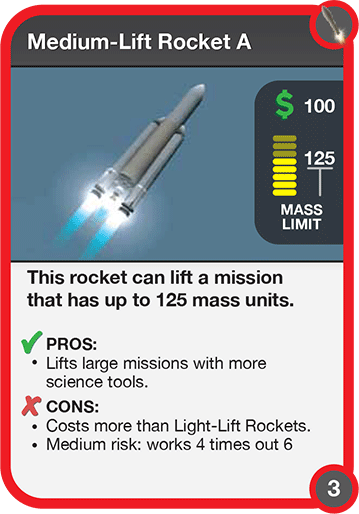 Medium-Lift Rocket A
$ 100
125
MASS
LIMIT
This rocket can lift a mission
that has up to 125 mass units.
PROS:
• Lifts large missions with more
science tools.
CONS:
• Costs more than Light-Lift Rockets.
• Medium risk: works 4 times out 6
3